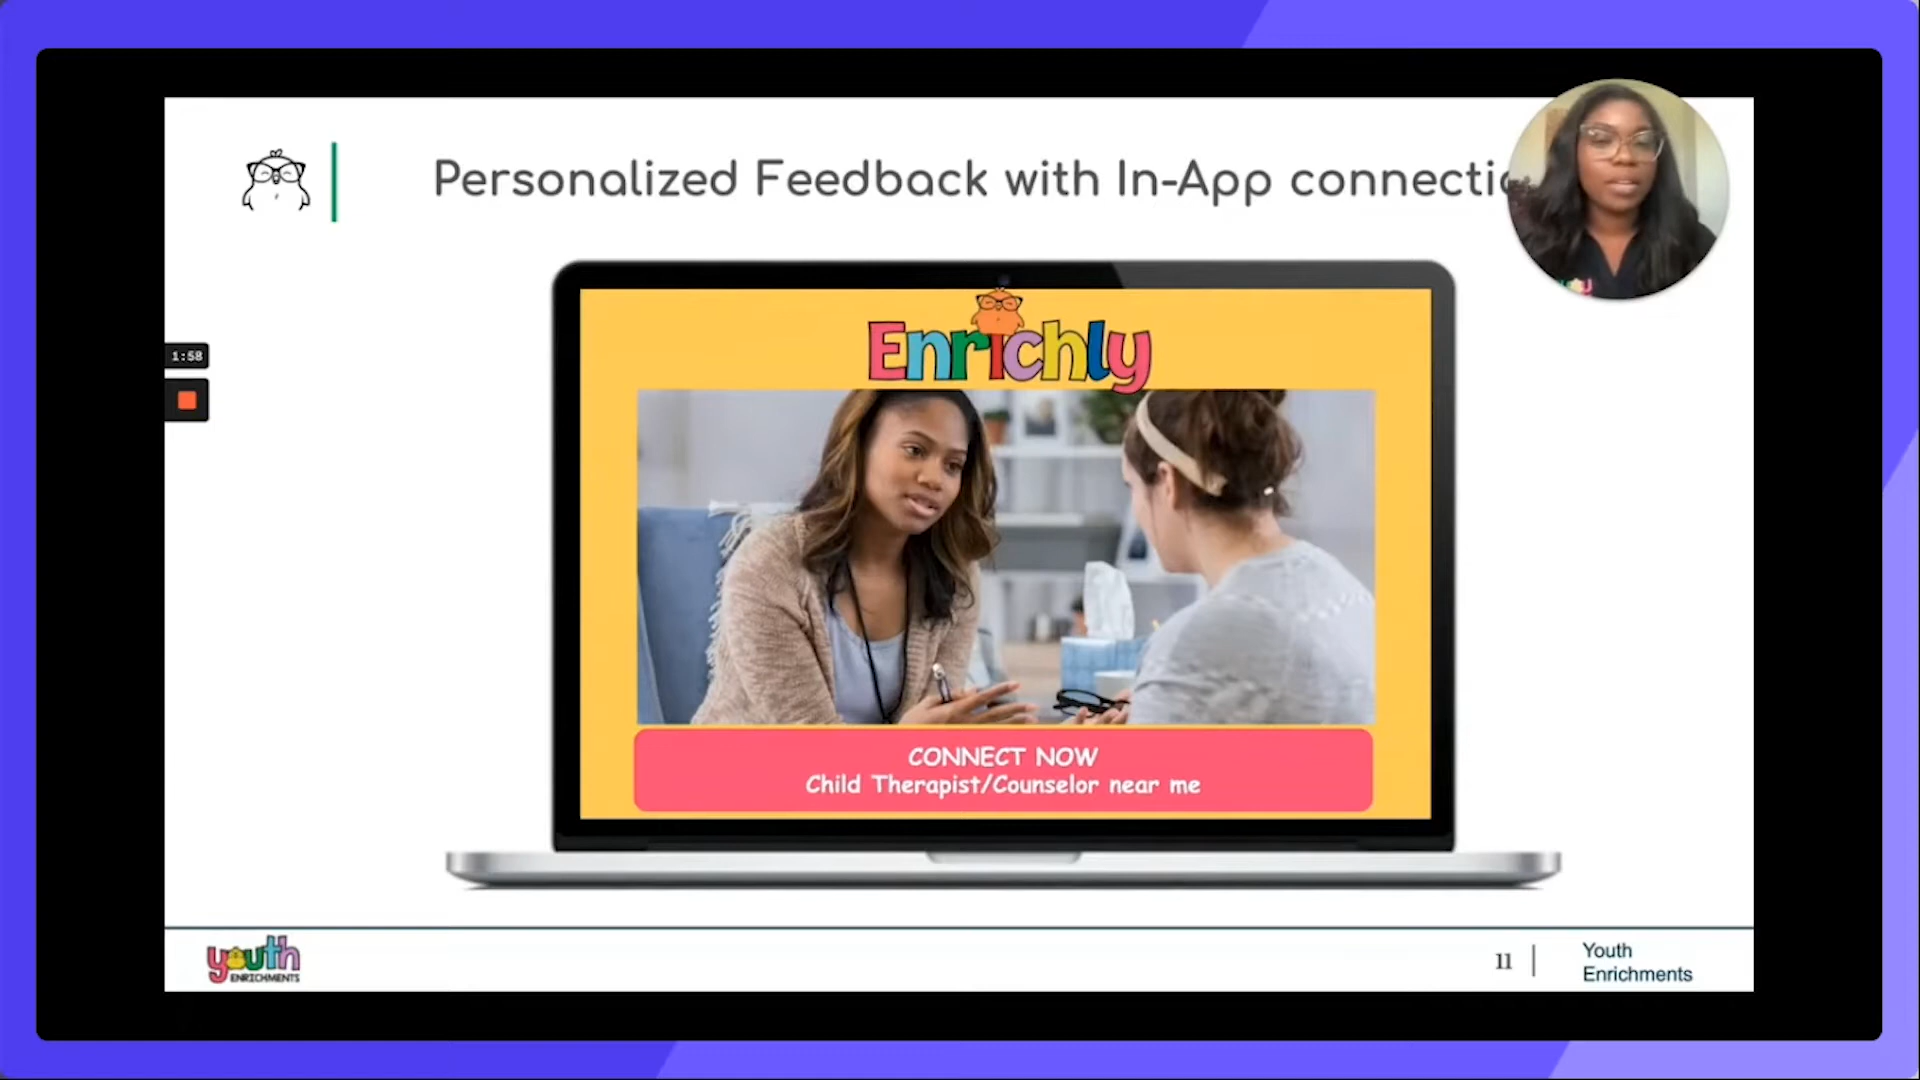 Personalized Feedback with In-App connectio
1:58
Enrichly
CONNECT NOW
Child Therapist/Counselor near me
youth
ENRICHMENTS
11
Youth
Enrichments